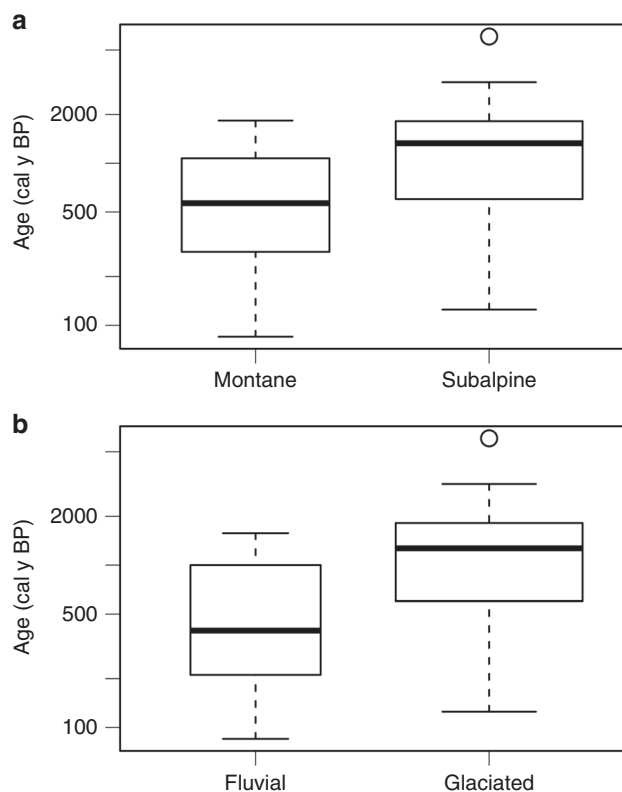 a
Age (cal y BP)
2000
500
100
Montane
Subalpine
b
Age (cal y BP)
2000
500
100
Fluvial
Glaciated